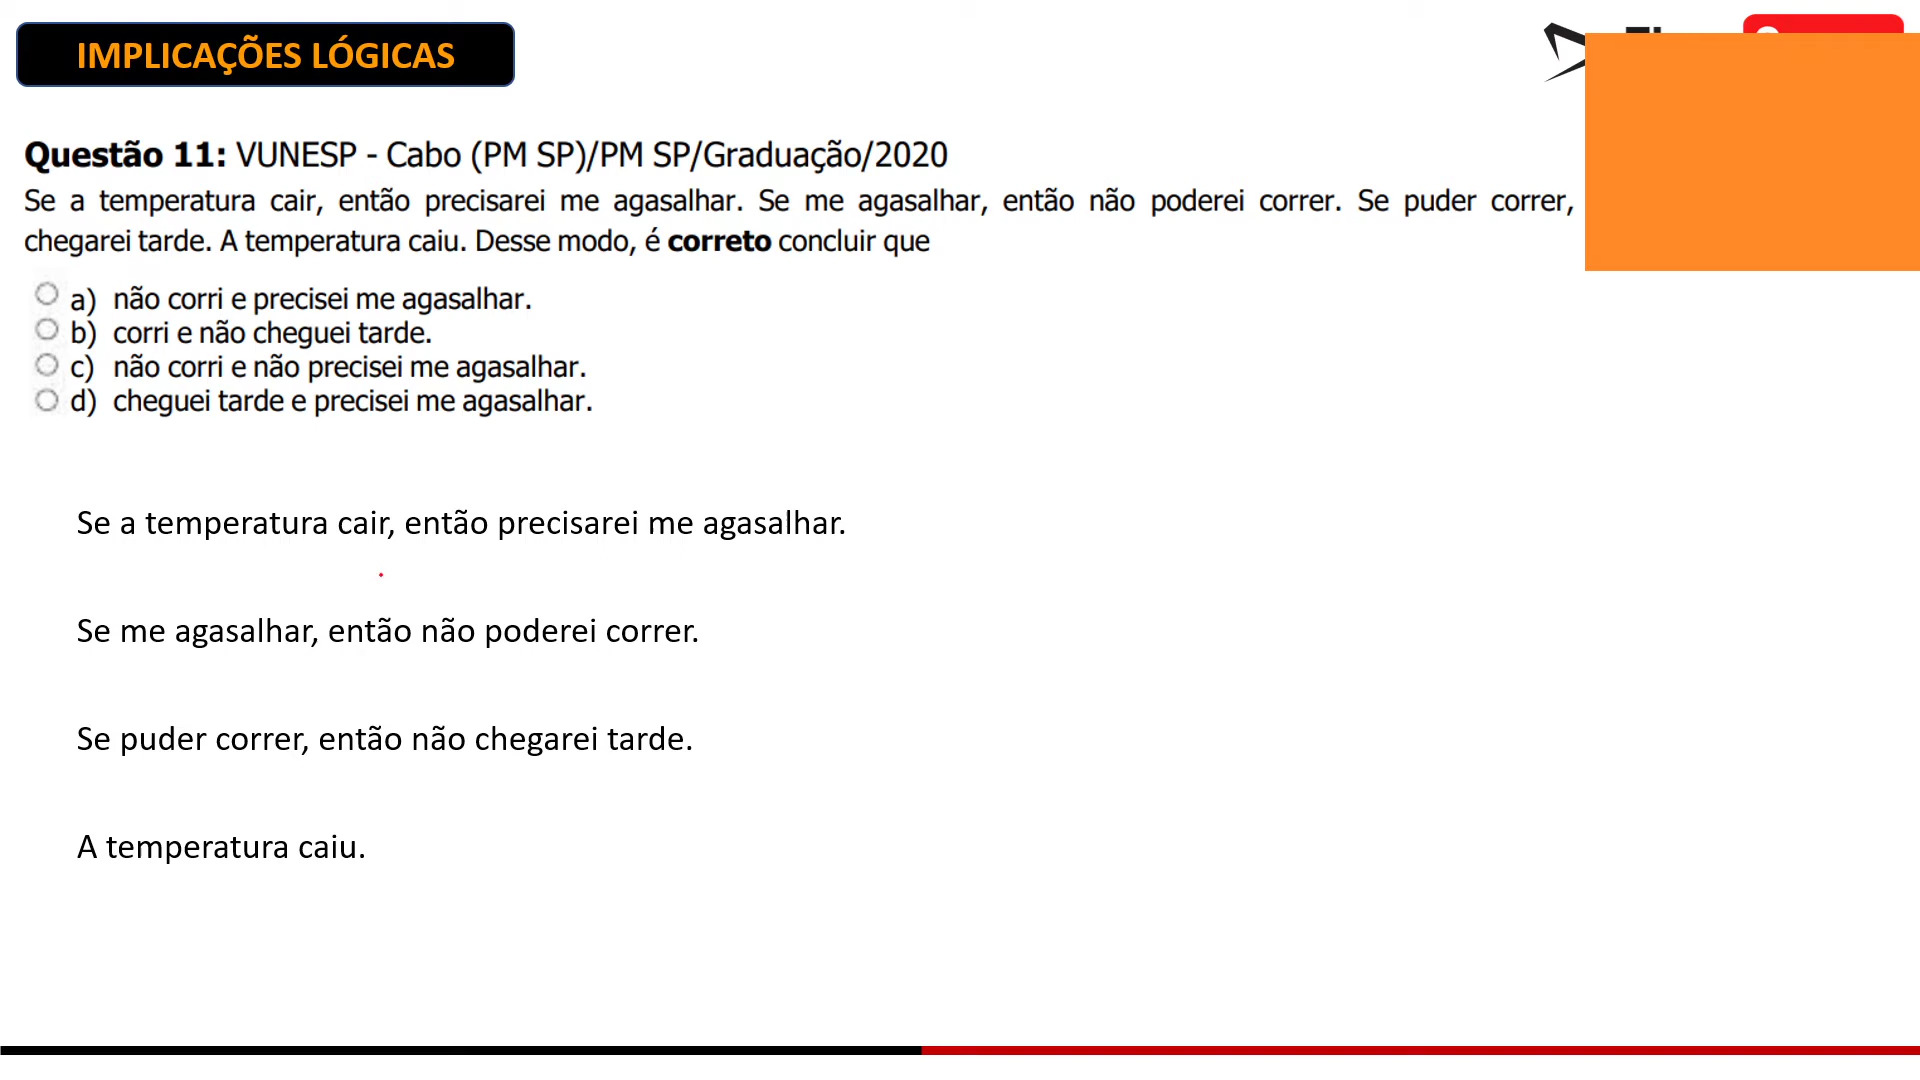 IMPLICAÇÕES LÓGICAS
Questão 11: VUNESP - Cabo (PM SP)/PM SP/Graduação/2020
Se a temperatura cair, então precisarei me agasalhar. Se me agasalhar, então não poderei correr. Se puder correr,
chegarei tarde. A temperatura caiu. Desse modo, é correto concluir que
a) não corri e precisei me agasalhar.
b) corri e não cheguei tarde.
c) não corri e não precisei me agasalhar.
d) cheguei tarde e precisei me agasalhar.
Se a temperatura cair, então precisarei me agasalhar.
Se me agasalhar, então não poderei correr.
Se puder correr, então não chegarei tarde.
A temperatura caiu.